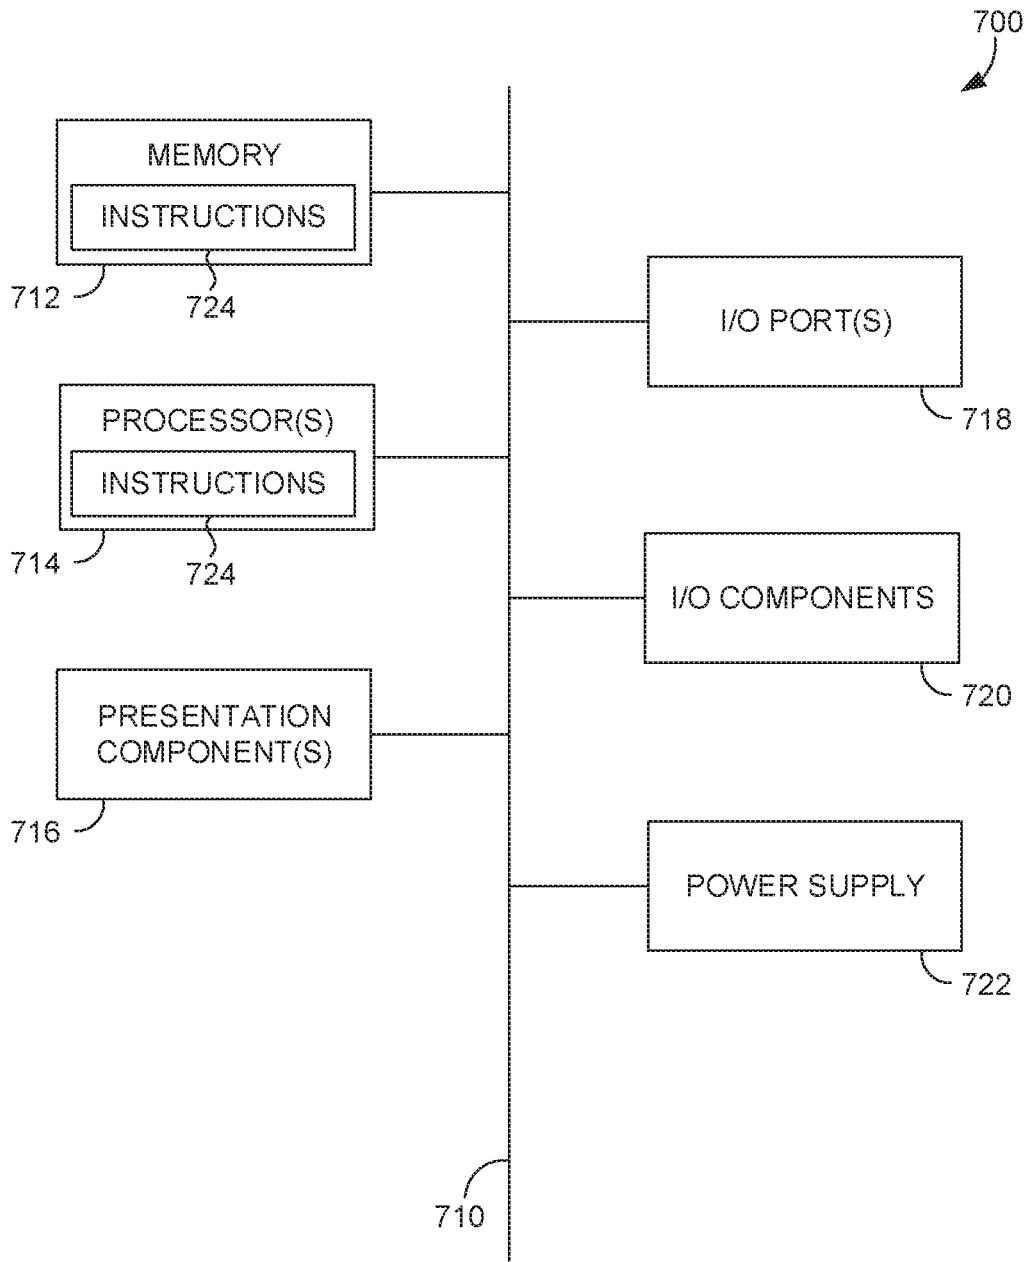 700
MEMORY
INSTRUCTIONS
712
724
I/O PORT(S)
718
PROCESSOR(S)
INSTRUCTIONS
714
724
I/O COMPONENTS
720
PRESENTATION
COMPONENT(S)
716
POWER SUPPLY
722
710